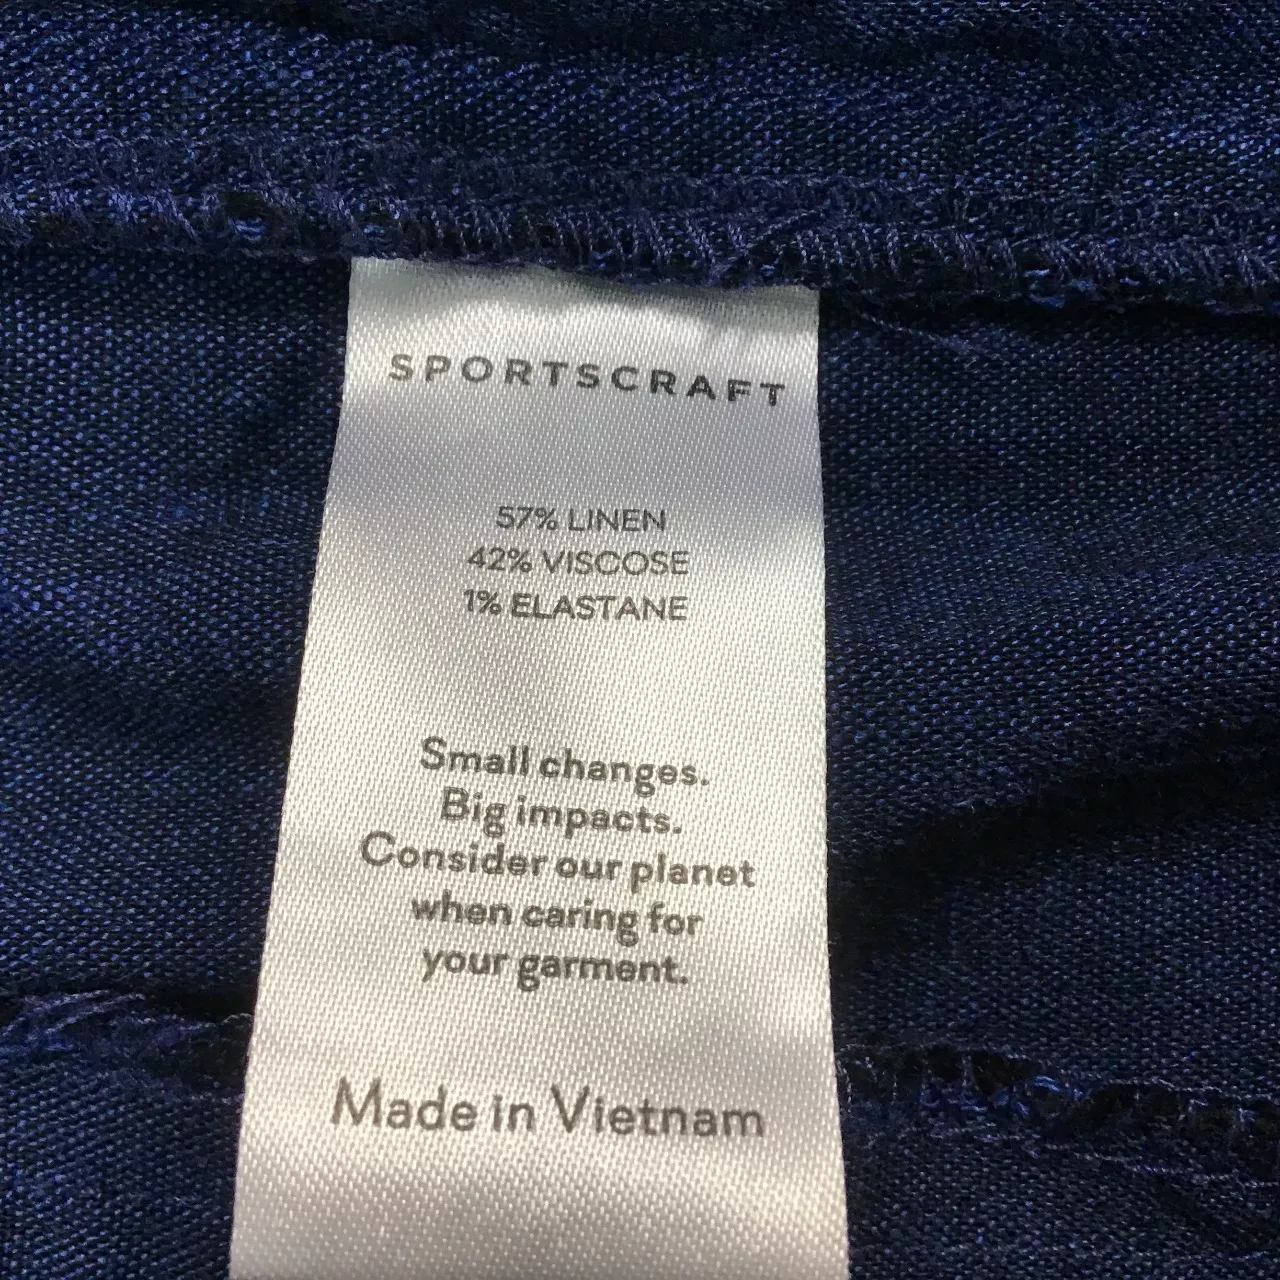 SPORTSCRAFT
57% LINEN
42% VISCOSE
1% ELASTANE
Small changes.
Big impacts.
Consider our planet
when caring for
your garment.
Made in Vietnam